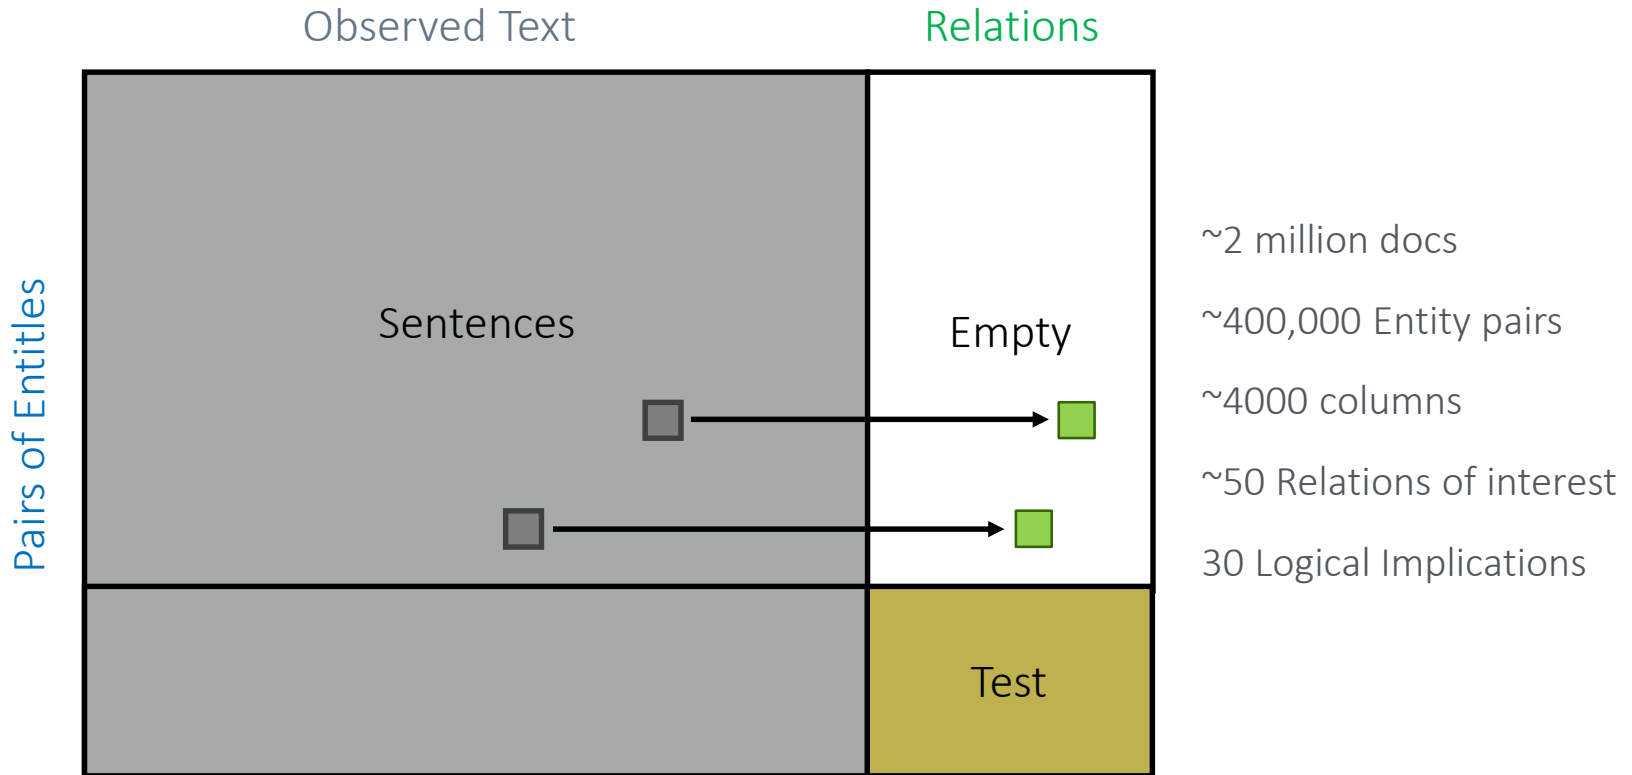 Observed Text
Relations
Pairs of Entitles
Sentences
Empty
Test
~2 million docs
~400,000 Entity pairs
~4000 columns
~50 Relations of interest
30 Logical Implications